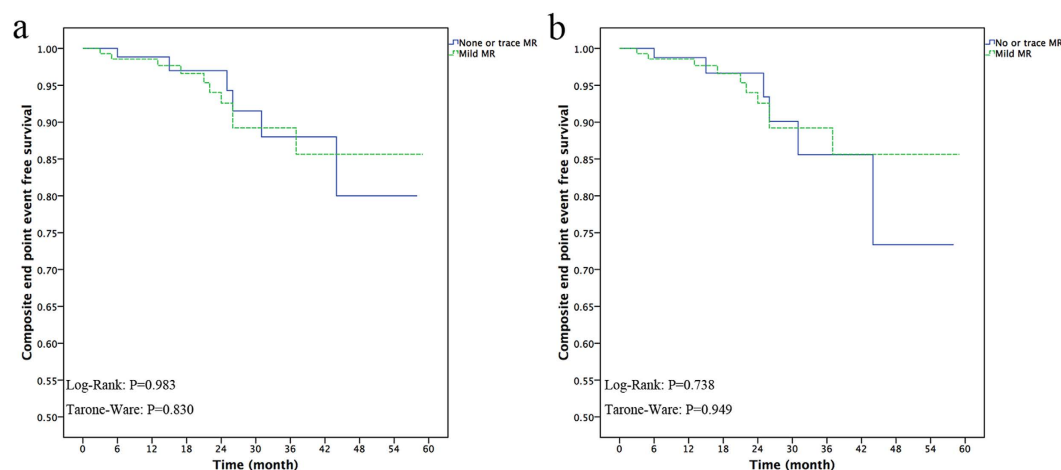 a
None or trace MR
Mild MR
Composite end point event free survival
1.00
0.95
0.90
0.85
0.80
0.75
0.70
0.65
0.60
0.55
0.50
Log-Rank: P=0.983
Tarone-Ware: P=0.830
0 6 12 18 24 30 36 42 48 54 60
Time (month)
b
No or trace MR
Mild MR
Composite end point event free survival
1.00
0.95
0.90
0.85
0.80
0.75
0.70
0.65
0.60
0.55
0.50
Log-Rank: P=0.738
Tarone-Ware: P=0.949
0 6 12 18 24 30 36 42 48 54 60
Time (month)